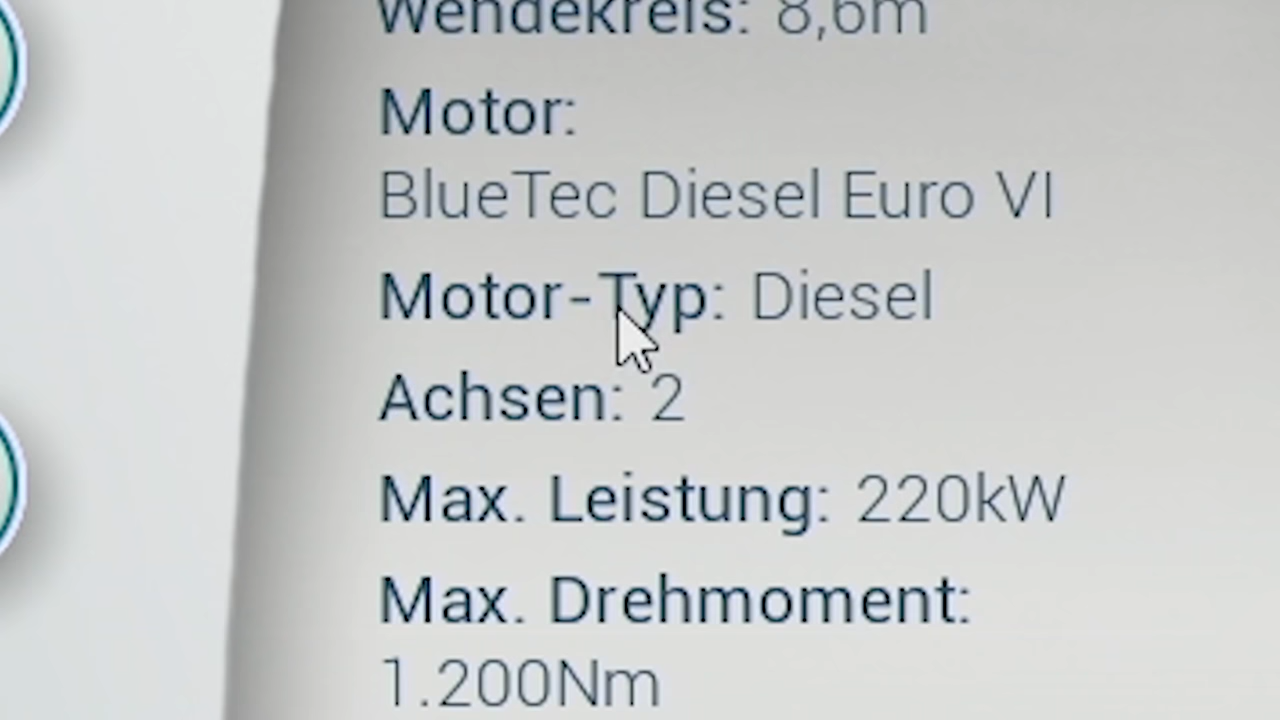 Wendekreis: 8,6m
Motor:
BlueTec Diesel Euro VI
Motor-Typ: Diesel
Achsen: 2
Max. Leistung: 220kW
Max. Drehmoment:
1.200Nm